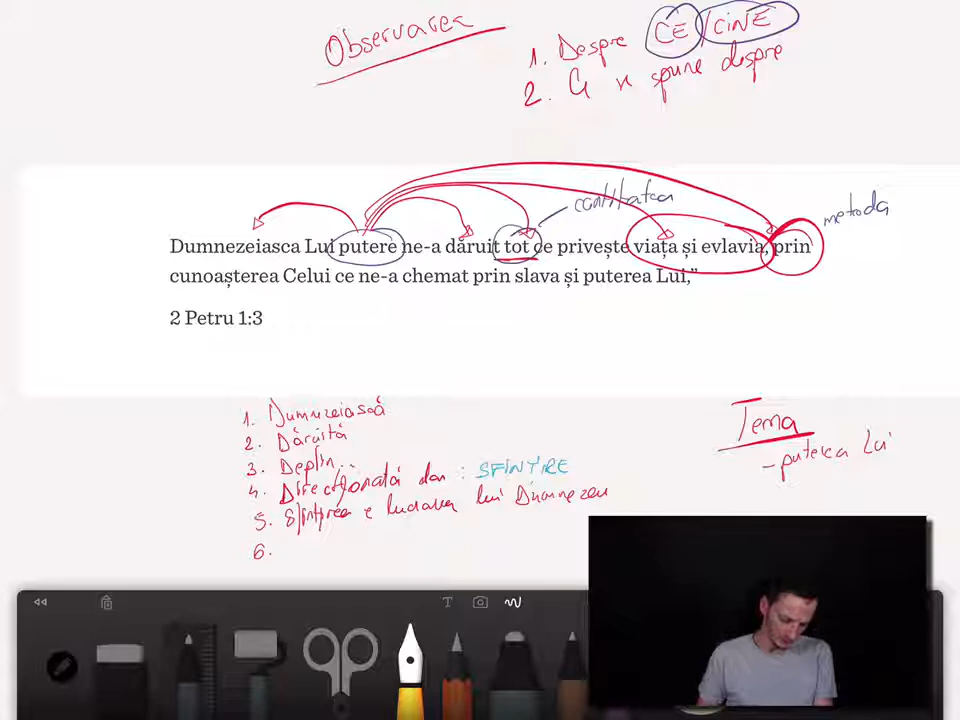 Observarea
1. Despre CE / CINE
2. Ce se spune despre
cantitatea
metoda
Dumnezeiasca Lui putere ne-a dăruit tot ce privește viața și evlavia, prin
cunoașterea Celui ce ne-a chemat prin slava și puterea Lui,”
2 Petru 1:3
1. Dumnezeiască
2. Dăruită
3. Deplin..
4. Direcționată dan : SFINȚIRE
5. Sfințirea e lucrarea lui Dumnezeu
6.
Tema
- puterea Lui
T